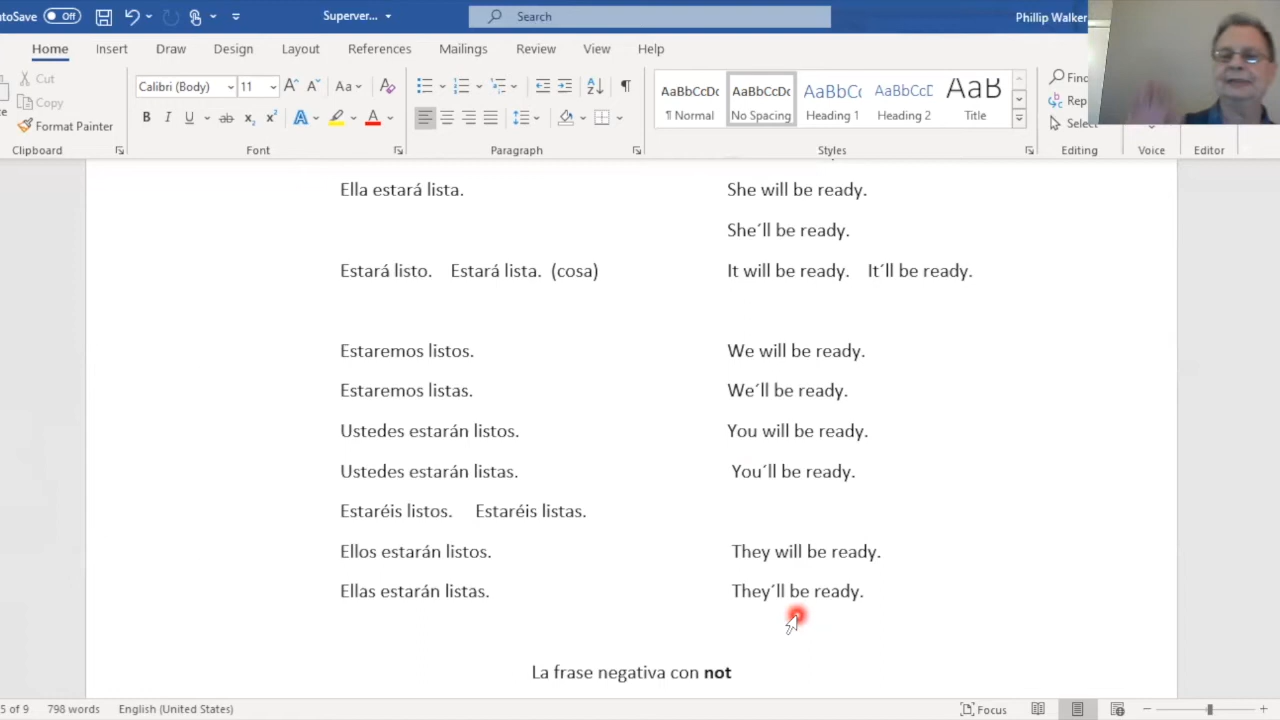 AutoSave Off Superver... Search Phillip Walker
Home Insert Draw Design Layout References Mailings Review View Help
Cut Copy Format Painter
Calibri (Body) 11
AaBbCcDc AaBbCcDc AaBbCc AaBbCcD AaB
¶ Normal No Spacing Heading 1 Heading 2 Title
Select
Clipboard Font Paragraph Styles Editing Voice Editor
Ella estará lista. She will be ready.
She´ll be ready.
Estará listo. Estará lista. (cosa) It will be ready. It´ll be ready.
Estaremos listos. We will be ready.
Estaremos listas. We´ll be ready.
Ustedes estarán listos. You will be ready.
Ustedes estarán listas. You´ll be ready.
Estaréis listos. Estaréis listas.
Ellos estarán listos. They will be ready.
Ellas estarán listas. They´ll be ready.
La frase negativa con not
5 of 9 798 words English (United States) Focus